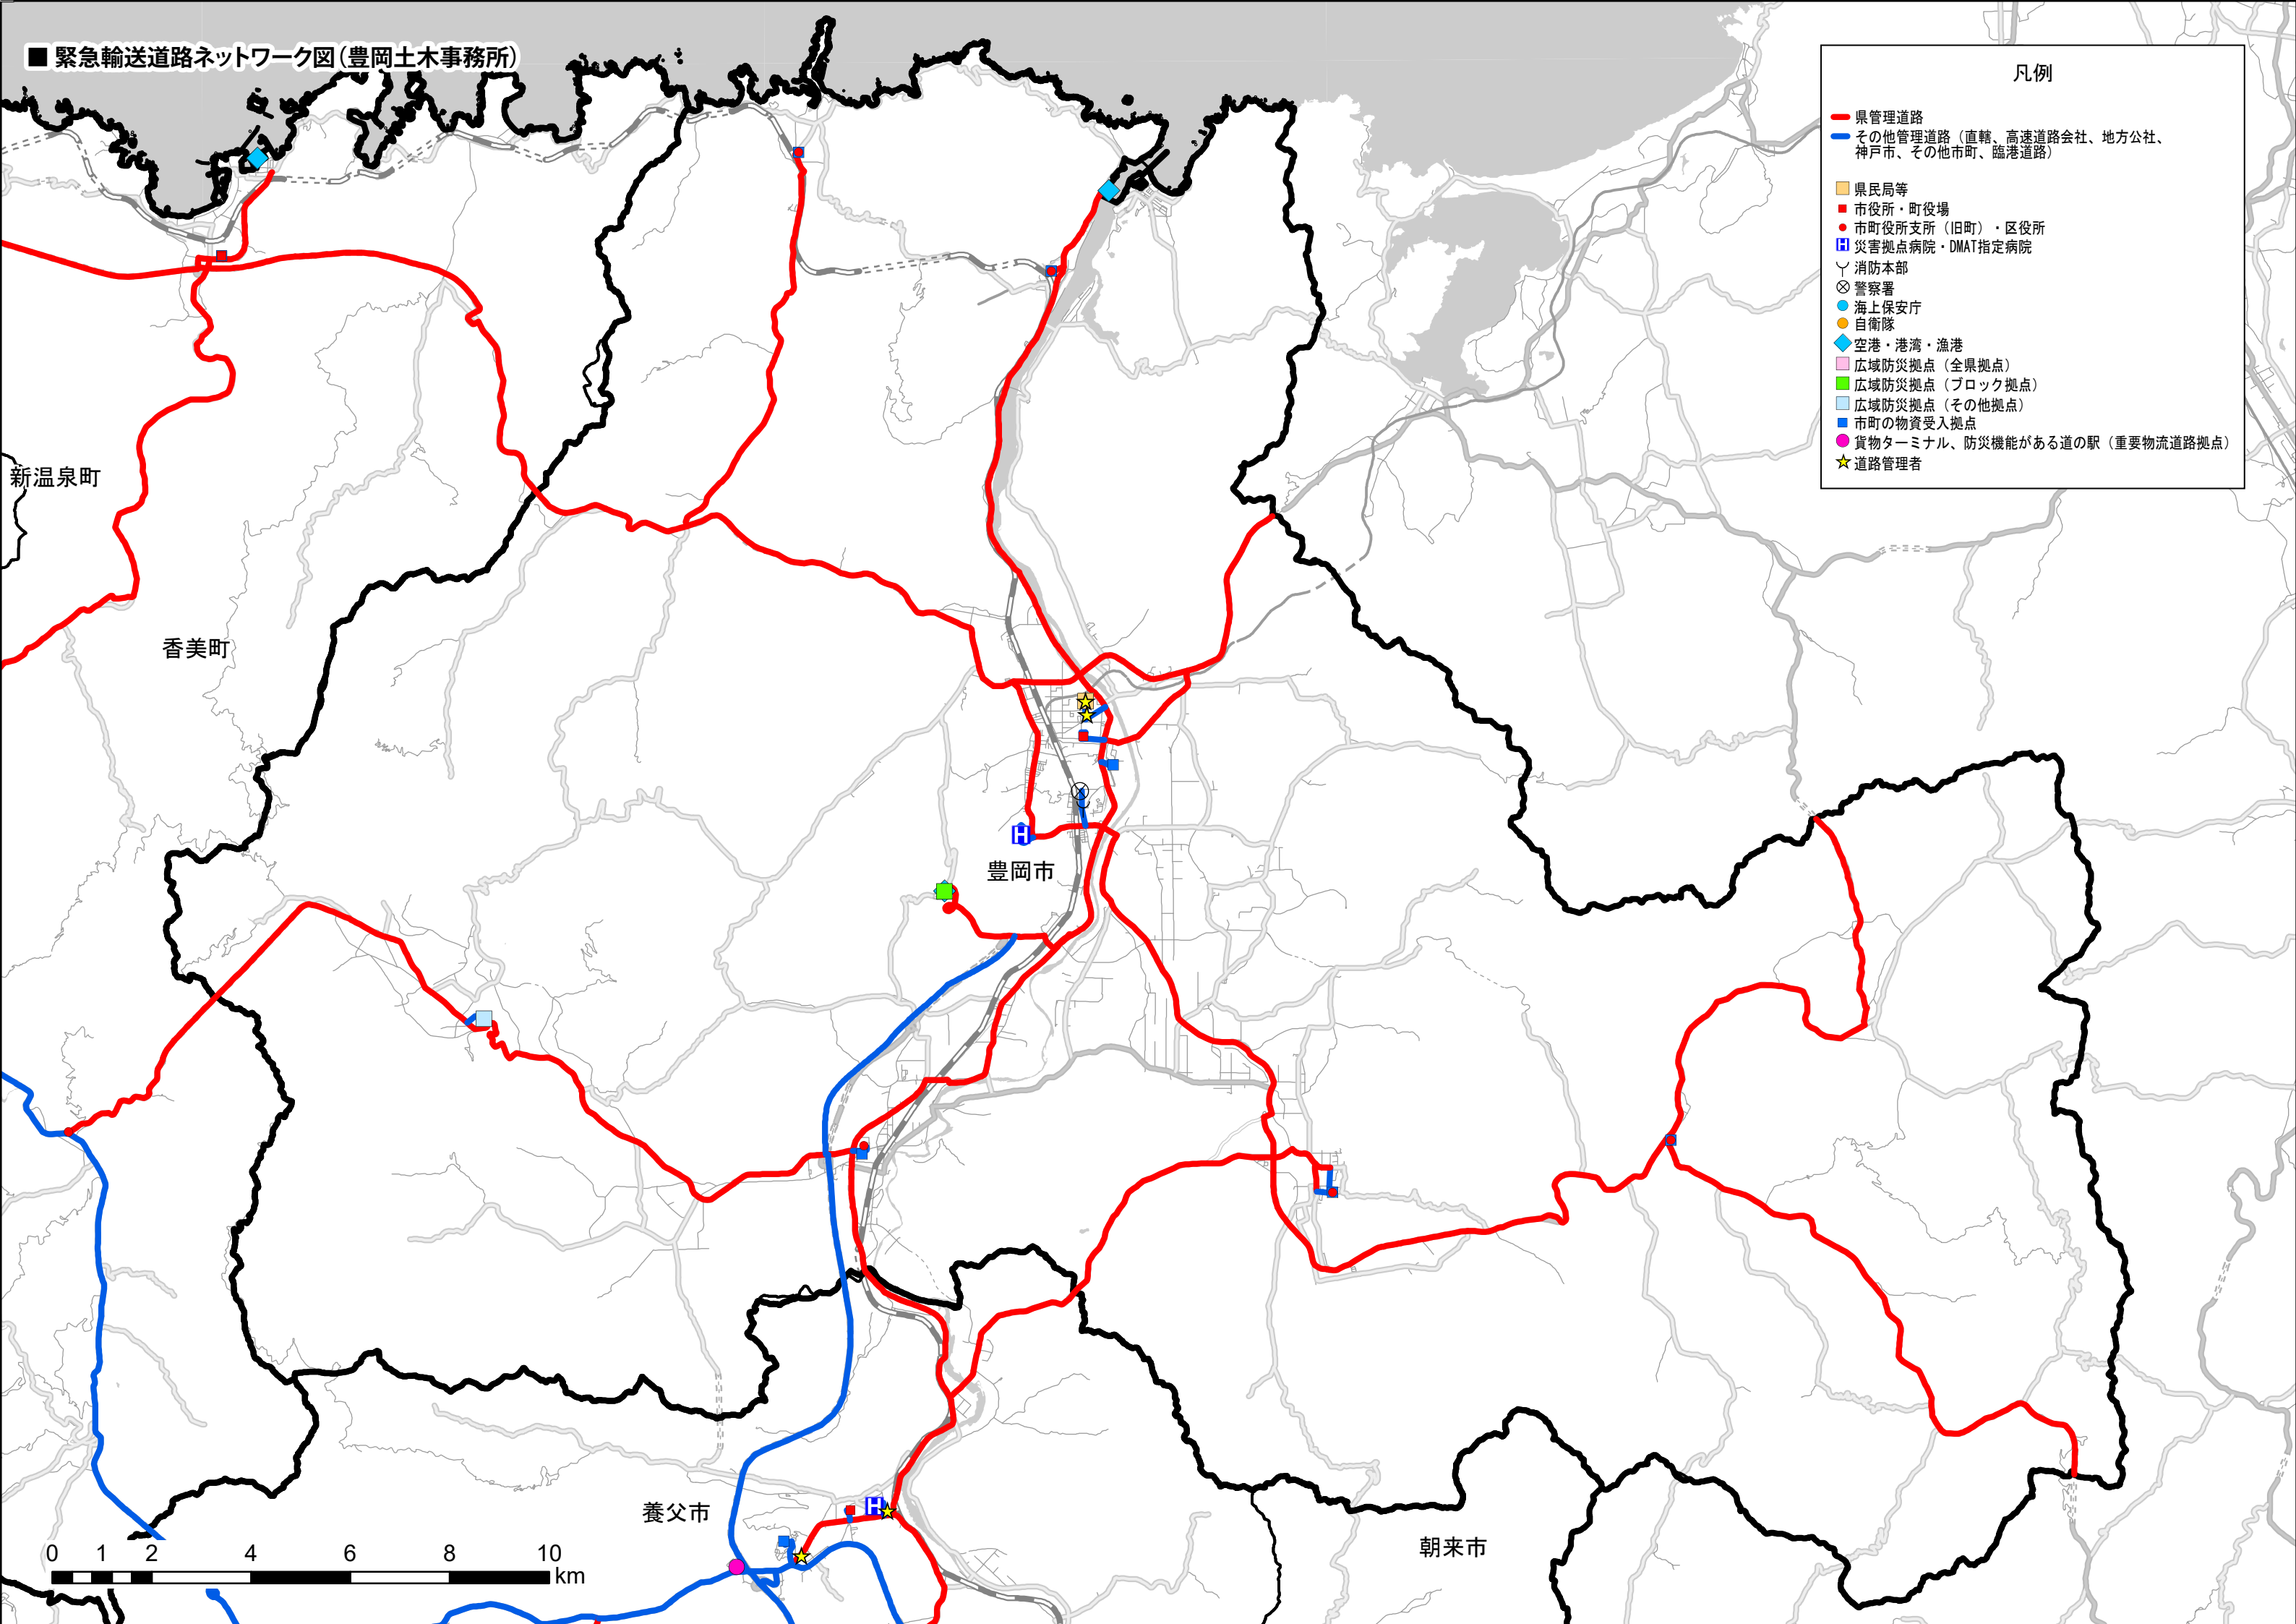 ■ 緊急輸送道路ネットワーク図(豊岡土木事務所)
凡例
県管理道路
その他管理道路(直轄、高速道路会社、地方公社、
神戸市、その他市町、臨港道路)
県民局等
市役所・町役場
市町役所支所(旧町)・区役所
H 災害拠点病院・DMAT指定病院
消防本部
警察署
海上保安庁
自衛隊
空港・港湾・漁港
広域防災拠点(全県拠点)
広域防災拠点(ブロック拠点)
広域防災拠点(その他拠点)
市町の物資受入拠点
貨物ターミナル、防災機能がある道の駅(重要物流道路拠点)
道路管理者
新温泉町
香美町
H
豊岡市
養父市
H
朝来市
0 1 2 4 6 8 10
km